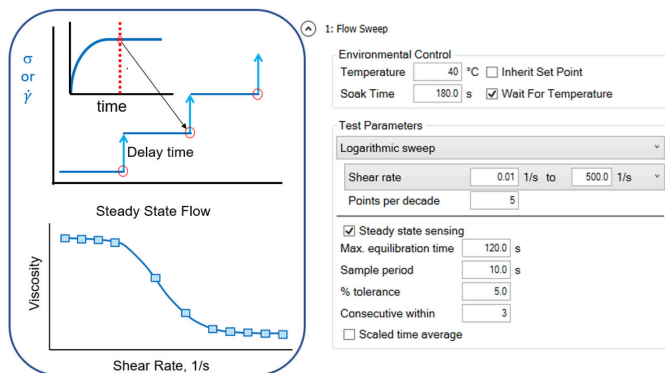 σ
or
γ̇
time
Delay time
Steady State Flow
Viscosity
Shear Rate, 1/s
1: Flow Sweep
Environmental Control
Temperature 40 °C Inherit Set Point
Soak Time 180.0 s Wait For Temperature
Test Parameters
Logarithmic sweep
Shear rate 0.01 1/s to 500.0 1/s
Points per decade 5
Steady state sensing
Max. equilibration time 120.0 s
Sample period 10.0 s
% tolerance 5.0
Consecutive within 3
Scaled time average